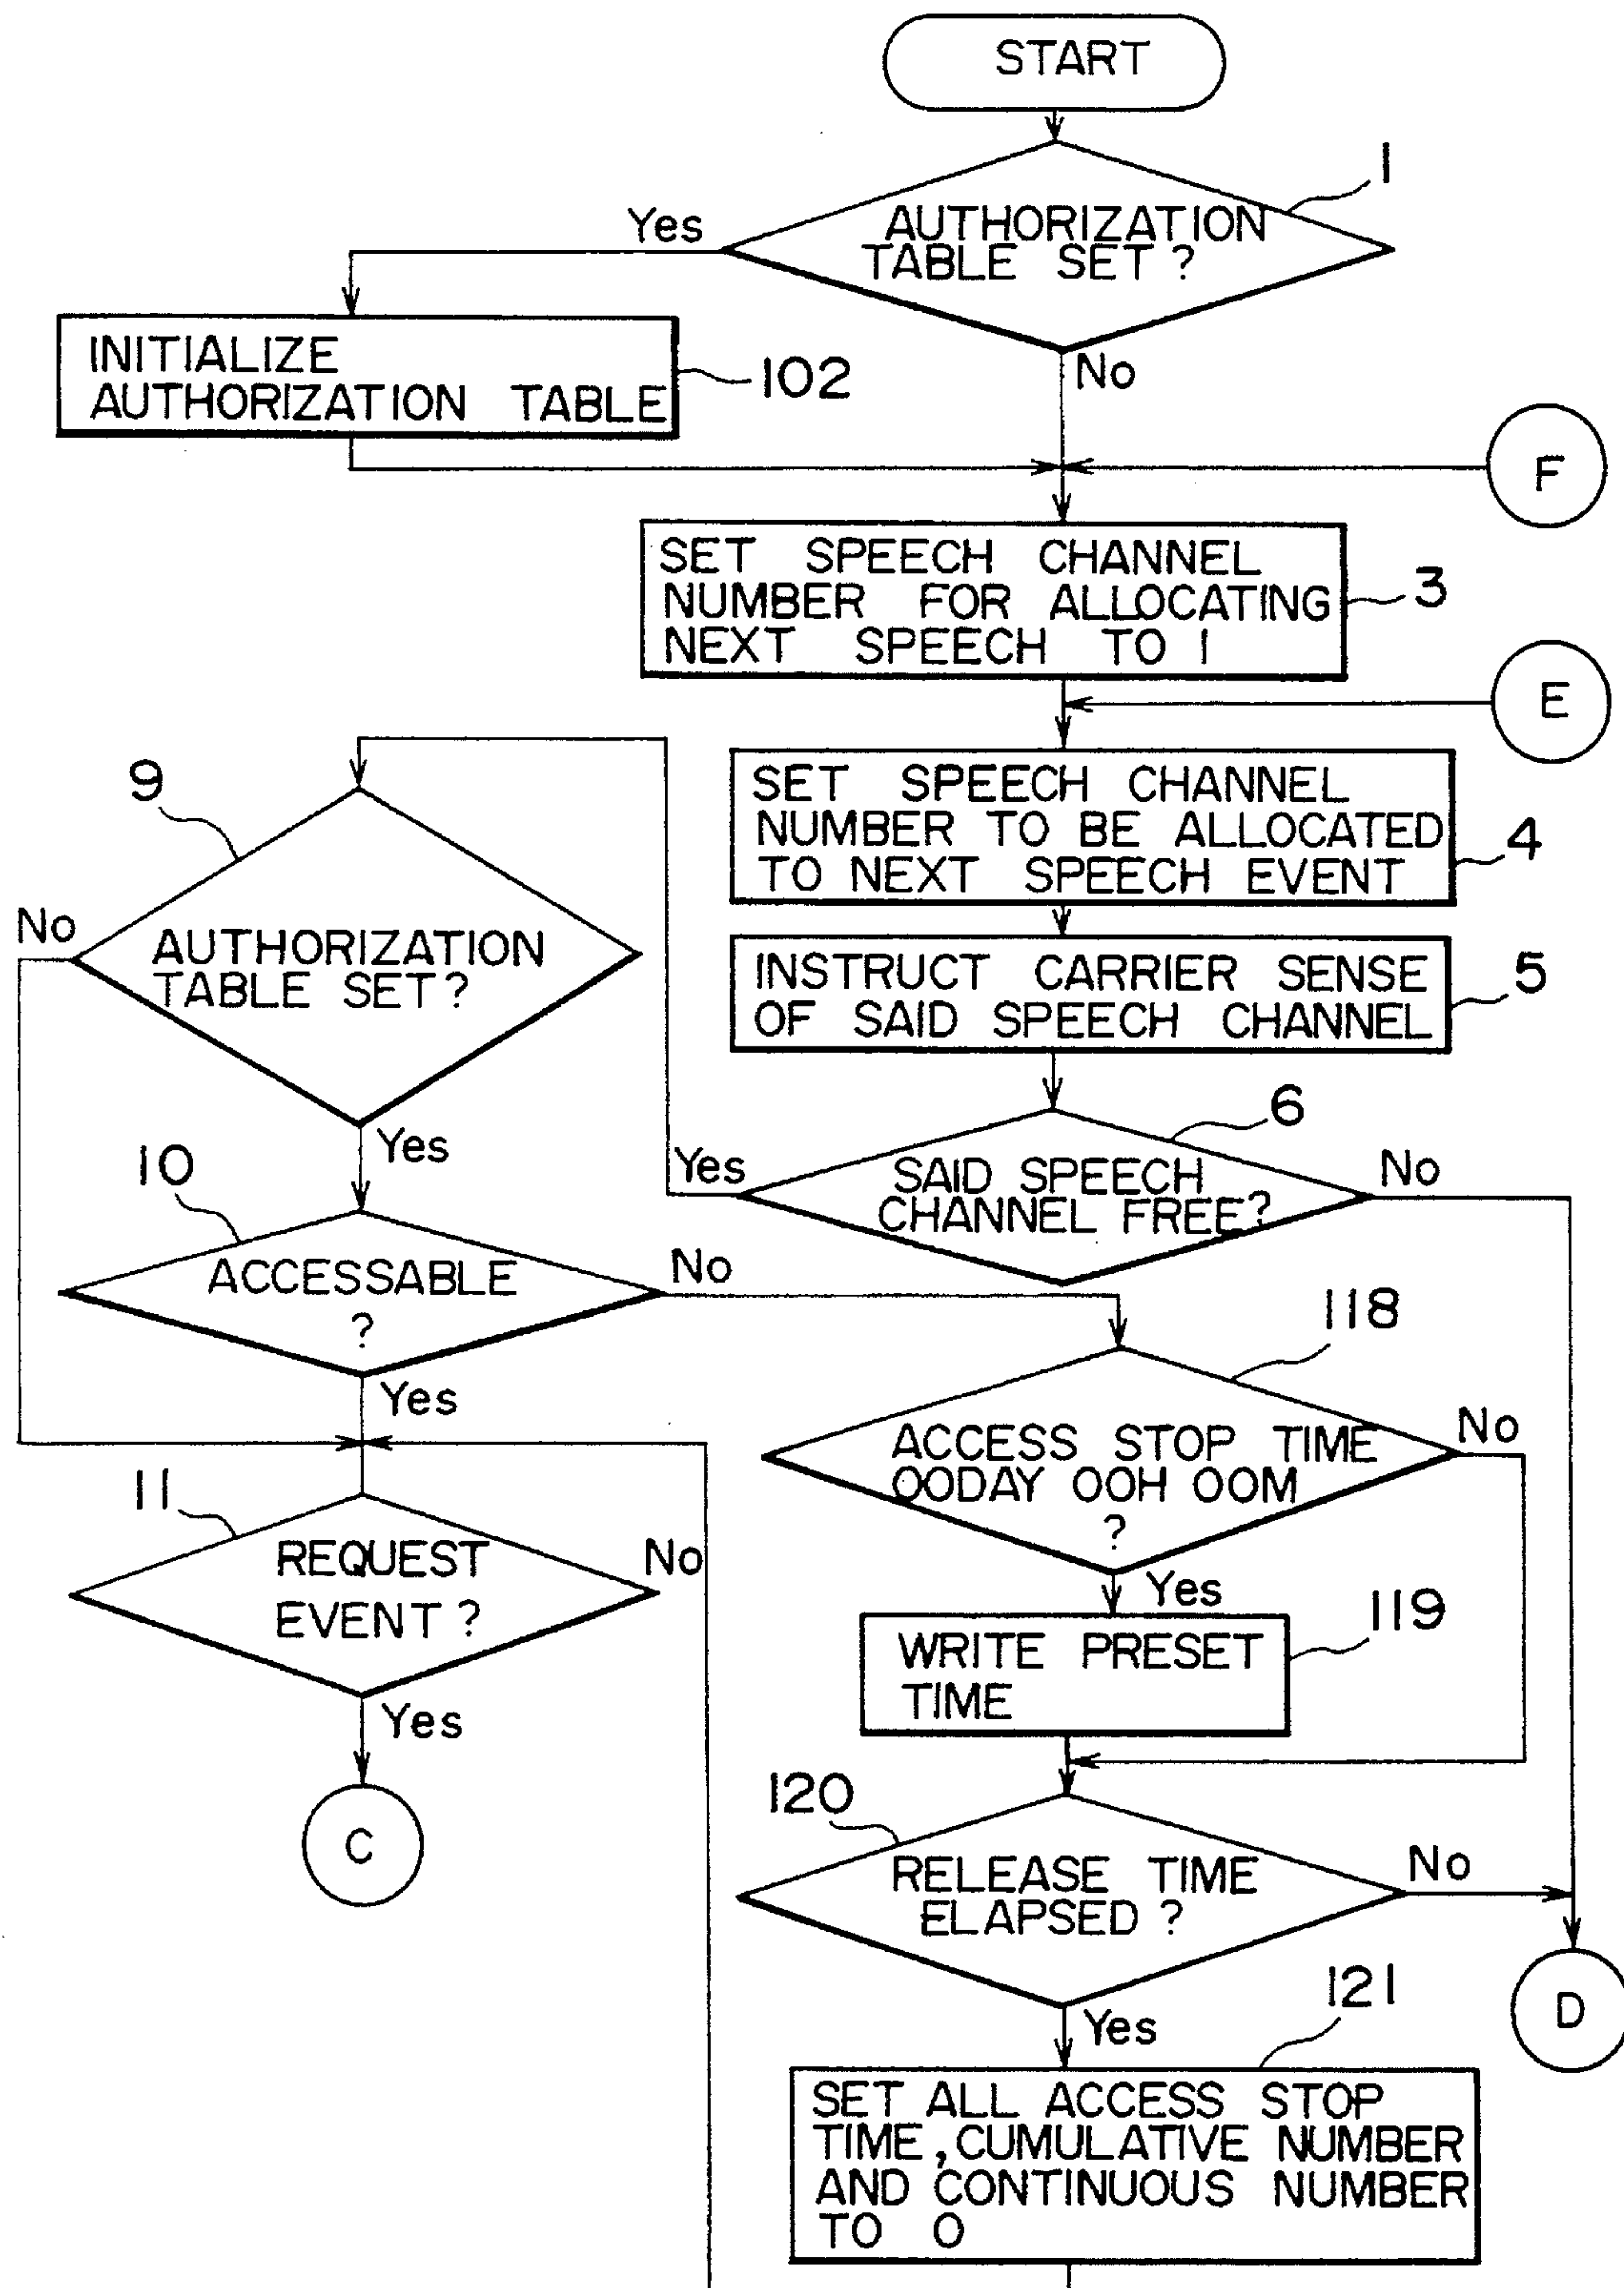 START
1
AUTHORIZATION
TABLE SET?
Yes
No
INITIALIZE
AUTHORIZATION TABLE
102
F
SET SPEECH CHANNEL
NUMBER FOR ALLOCATING
NEXT SPEECH TO 1
3
E
SET SPEECH CHANNEL
NUMBER TO BE ALLOCATED
TO NEXT SPEECH EVENT
4
INSTRUCT CARRIER SENSE
OF SAID SPEECH CHANNEL
5
6
SAID SPEECH
CHANNEL FREE?
Yes
No
9
AUTHORIZATION
TABLE SET?
No
Yes
10
ACCESSABLE
?
No
Yes
11
REQUEST
EVENT?
No
Yes
C
118
ACCESS STOP TIME
OODAY OOH OOM
?
No
Yes
119
WRITE PRESET
TIME
120
RELEASE TIME
ELAPSED?
No
Yes
D
121
SET ALL ACCESS STOP
TIME, CUMULATIVE NUMBER
AND CONTINUOUS NUMBER
TO O